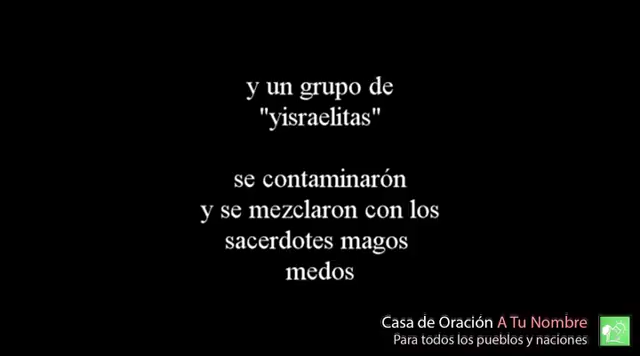 y un grupo de
"yisraelitas"
se contaminarón
y se mezclaron con los
sacerdotes magos
medos
Casa de Oración A Tu Nombre
Para todos los pueblos y naciones